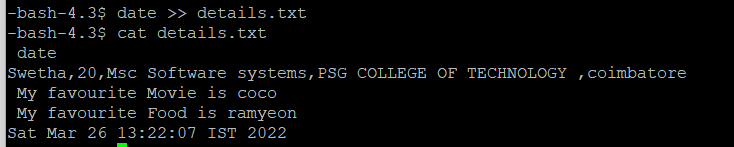 -bash-4.3$ date >> details.txt
-bash-4.3$ cat details.txt
 date
Swetha,20,Msc Software systems,PSG COLLEGE OF TECHNOLOGY ,coimbatore
 My favourite Movie is coco
 My favourite Food is ramyeon
Sat Mar 26 13:22:07 IST 2022